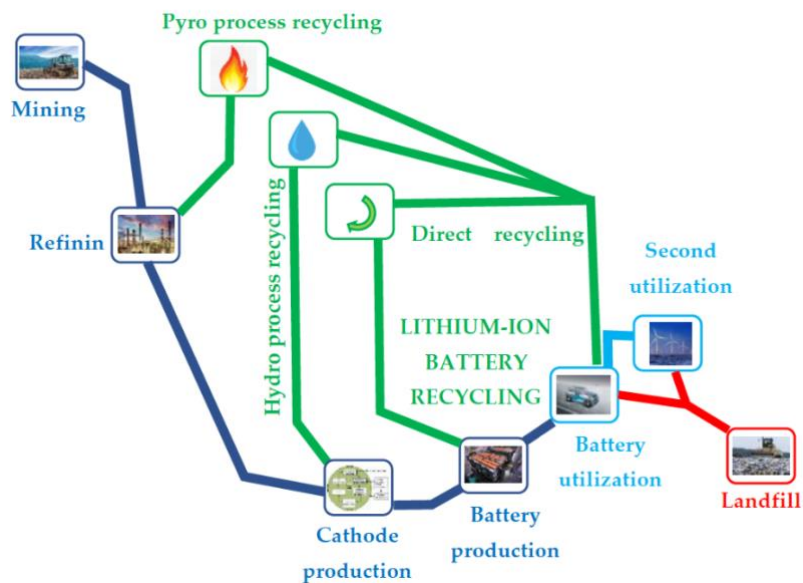 Pyro process recycling
Mining
Refinin
Hydro process recycling
Direct recycling
Second
utilization
LITHIUM-ION
BATTERY
RECYCLING
Battery
utilization
Landfill
Battery
production
Cathode
production